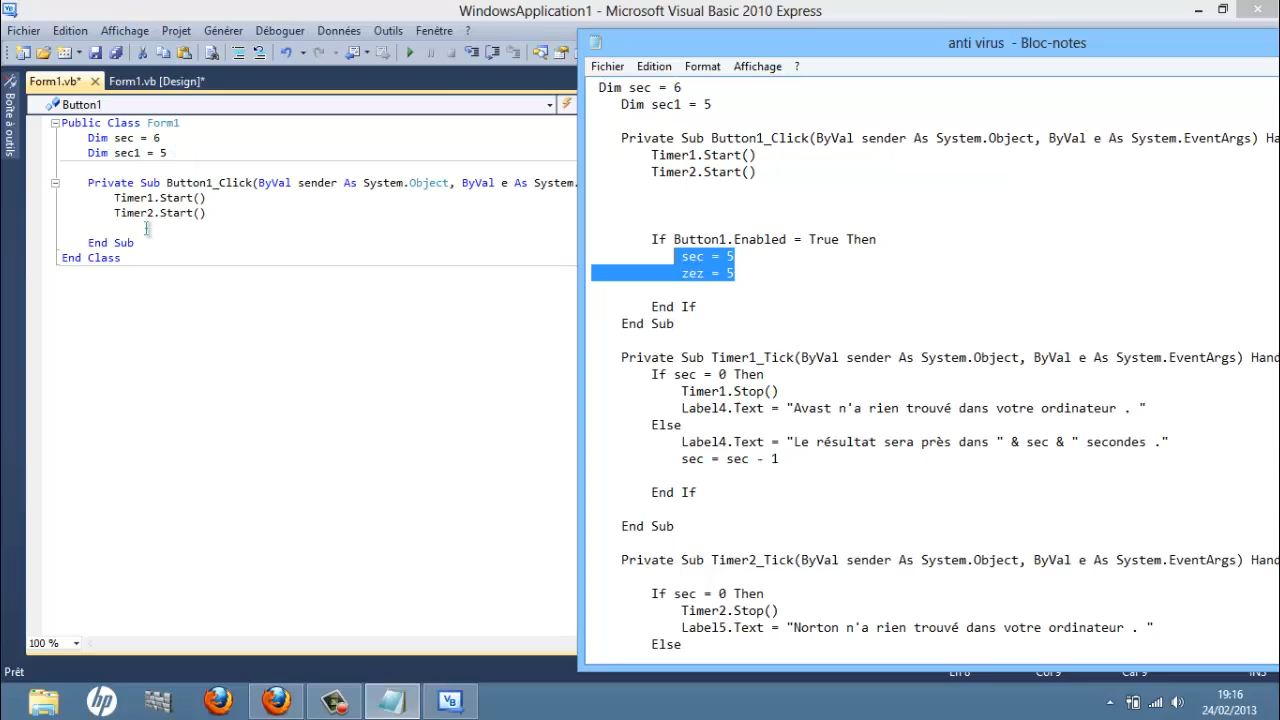 WindowsApplication1 - Microsoft Visual Basic 2010 Express
Fichier Edition Affichage Projet Générer Déboguer Données Outils Fenêtre ?
Form1.vb* Form1.vb [Design]*
Button1
Boîte à outils
Public Class Form1
Dim sec = 6
Dim sec1 = 5
Private Sub Button1_Click(ByVal sender As System.Object, ByVal e As System.
Timer1.Start()
Timer2.Start()
End Sub
End Class
100 %
Prêt
anti virus - Bloc-notes
Fichier Edition Format Affichage ?
Dim sec = 6
Dim sec1 = 5
Private Sub Button1_Click(ByVal sender As System.Object, ByVal e As System.EventArgs) Ha
Timer1.Start()
Timer2.Start()
If Button1.Enabled = True Then
sec = 5
zez = 5
End If
End Sub
Private Sub Timer1_Tick(ByVal sender As System.Object, ByVal e As System.EventArgs) Hand
If sec = 0 Then
Timer1.Stop()
Label4.Text = "Avast n'a rien trouvé dans votre ordinateur . "
Else
Label4.Text = "Le résultat sera près dans " & sec & " secondes ."
sec = sec - 1
End If
End Sub
Private Sub Timer2_Tick(ByVal sender As System.Object, ByVal e As System.EventArgs) Hand
If sec = 0 Then
Timer2.Stop()
Label5.Text = "Norton n'a rien trouvé dans votre ordinateur . "
Else
hp
VB
19:16
24/02/2013